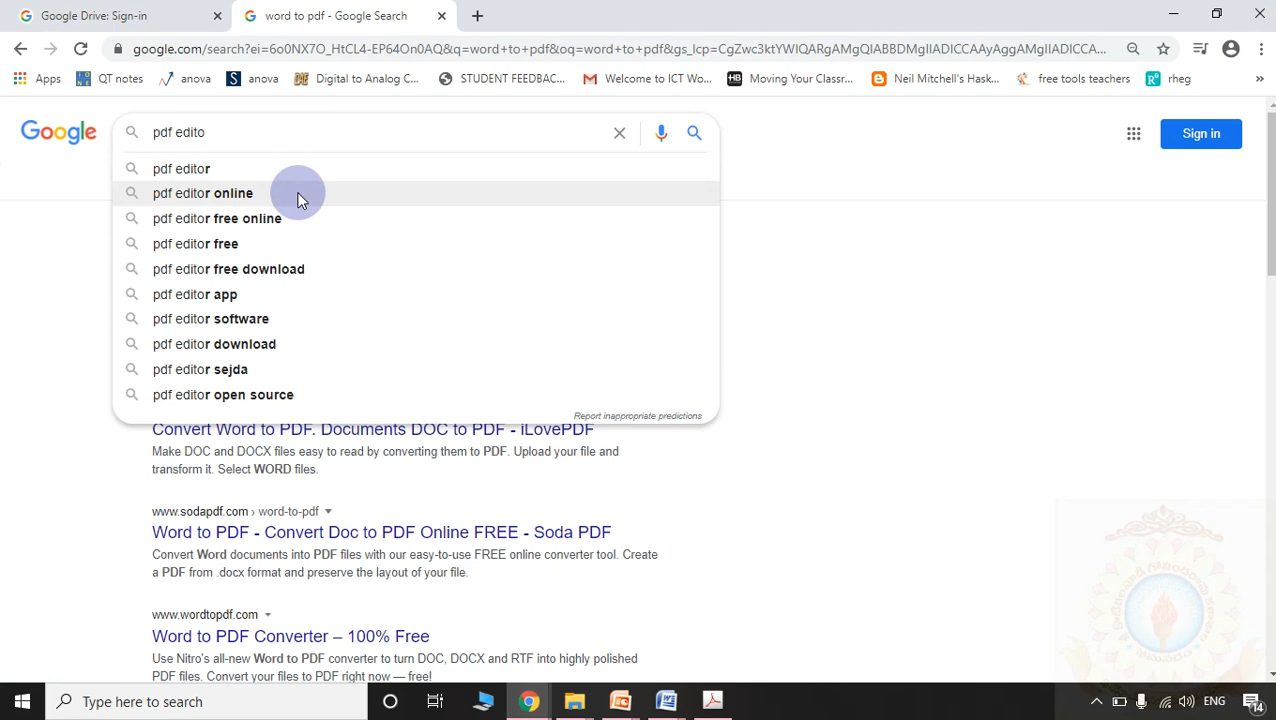 Google Drive: Sign-in
word to pdf - Google Search
google.com/search?ei=6o0NX7O_HtCL4-EP64On0AQ&q=word+to+pdf&oq=word+to+pdf&gs_lcp=CgZwc3ktYWIQARgAMgQIABBDMgIIADICCAAyAggAMgIIADICCA...
Apps QT notes anova anova Digital to Analog C... STUDENT FEEDBAC... Welcome to ICT Wo... Moving Your Classr... Neil Mitchell's Hask... free tools teachers rheg »
Google
pdf edito
Sign in
pdf editor
pdf editor online
pdf editor free online
pdf editor free
pdf editor free download
pdf editor app
pdf editor software
pdf editor download
pdf editor sejda
pdf editor open source
Report inappropriate predictions
Convert Word to PDF. Documents DOC to PDF - iLovePDF
Make DOC and DOCX files easy to read by converting them to PDF. Upload your file and
transform it. Select WORD files.
www.sodapdf.com › word-to-pdf
Word to PDF - Convert Doc to PDF Online FREE - Soda PDF
Convert Word documents into PDF files with our easy-to-use FREE online converter tool. Create
a PDF from .docx format and preserve the layout of your file.
www.wordtopdf.com
Word to PDF Converter – 100% Free
Use Nitro's all-new Word to PDF converter to turn DOC, DOCX and RTF into highly polished
PDF files. Convert your files to PDF right now — free!
Type here to search
ENG
14